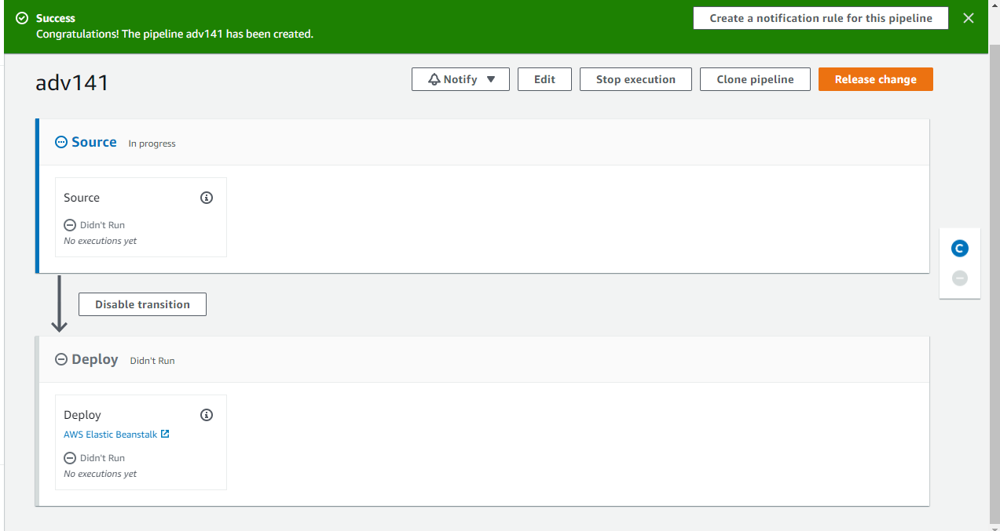 Success
Congratulations! The pipeline adv141 has been created.
Create a notification rule for this pipeline
adv141
Notify
Edit
Stop execution
Clone pipeline
Release change
Source In progress
Source
Didn't Run
No executions yet
C
Disable transition
Deploy Didn't Run
Deploy
AWS Elastic Beanstalk
Didn't Run
No executions yet